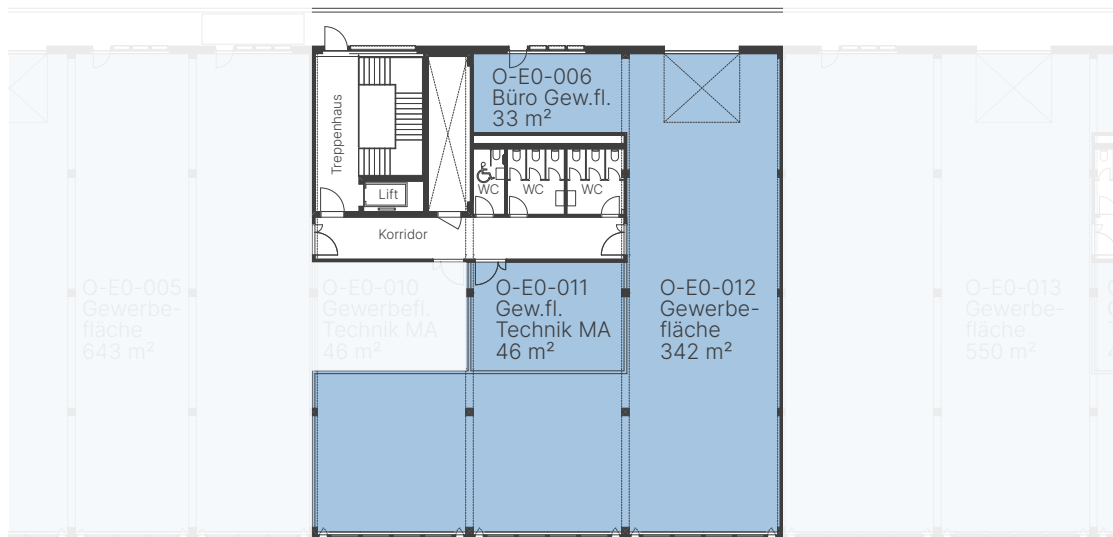 O-E0-006
Büro Gew.fl.
33 m²
Treppenhaus
Lift
WC
WC
WC
Korridor
O-E0-005
Gewerbe-
fläche
643 m²
O-E0-010
Gewerbefl.
Technik MA
46 m²
O-E0-011
Gew.fl.
Technik MA
46 m²
O-E0-012
Gewerbe-
fläche
342 m²
O-E0-013
Gewerbe-
fläche
550 m²